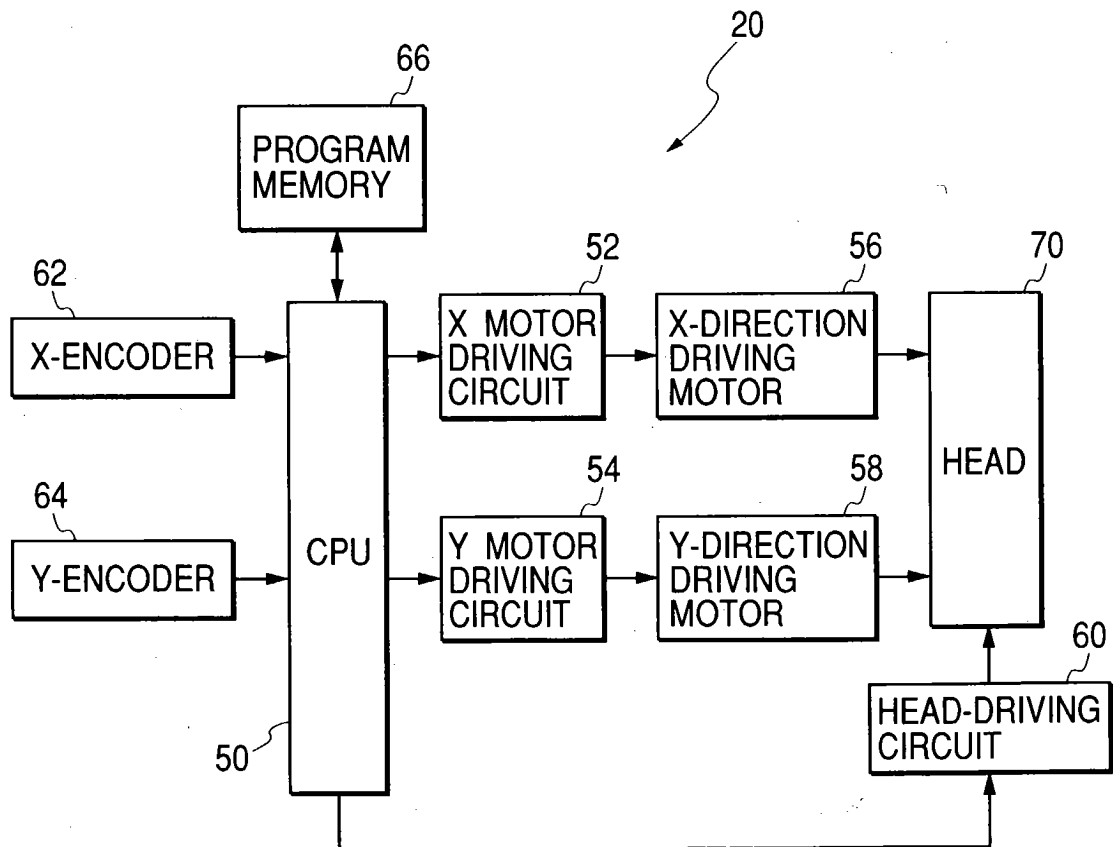 20
66
PROGRAM
MEMORY
62
X-ENCODER
52
X MOTOR
DRIVING
CIRCUIT
56
X-DIRECTION
DRIVING
MOTOR
70
HEAD
64
Y-ENCODER
CPU
54
Y MOTOR
DRIVING
CIRCUIT
58
Y-DIRECTION
DRIVING
MOTOR
60
HEAD-DRIVING
CIRCUIT
50